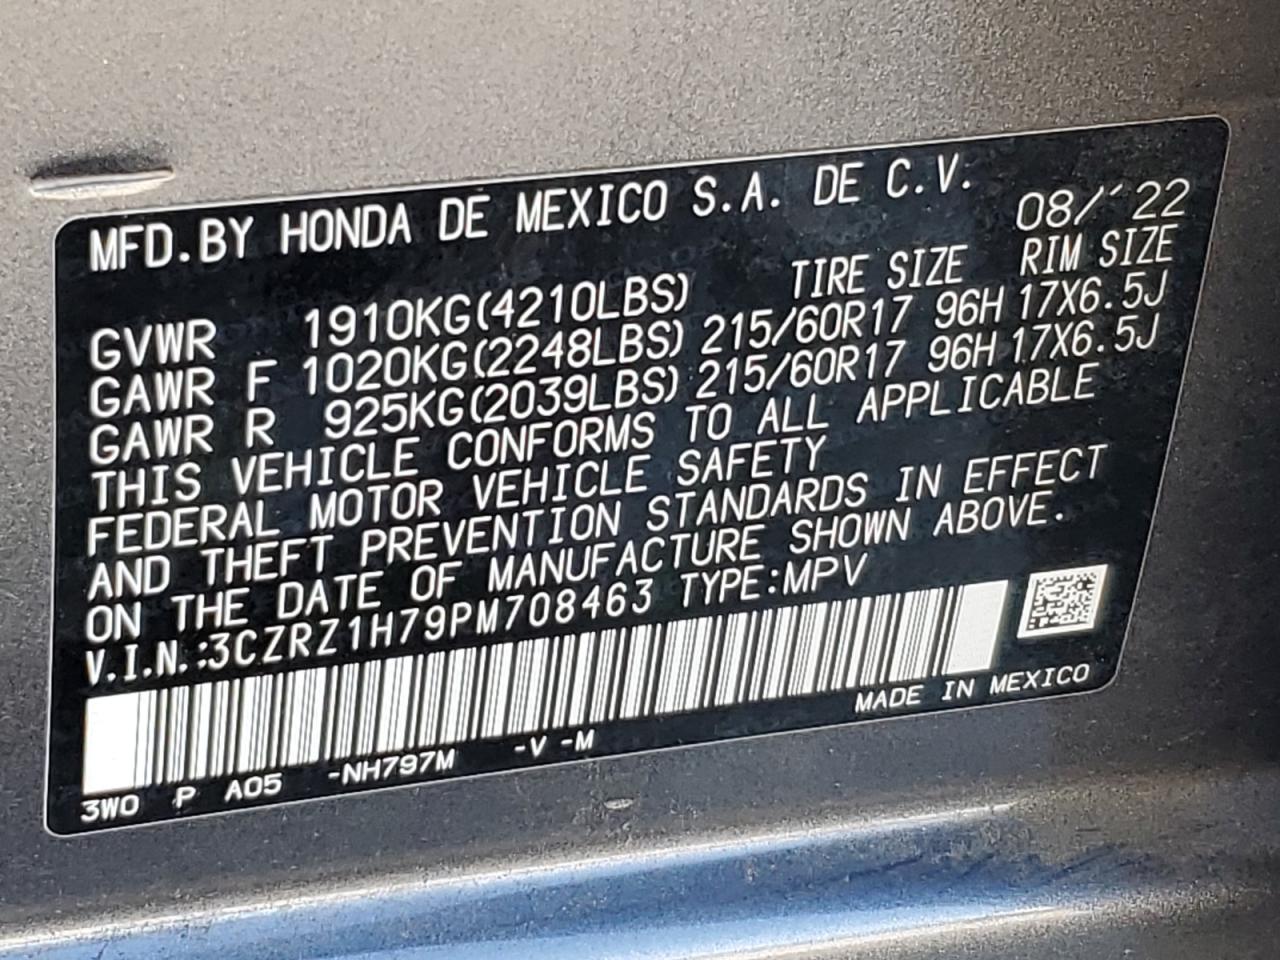 MFD.BY HONDA DE MEXICO S.A. DE C.V.
08/'22
TIRE SIZE RIM SIZE
GVWR 1910KG(4210LBS)
GAWR F 1020KG(2248LBS) 215/60R17 96H 17X6.5J
GAWR R 925KG(2039LBS) 215/60R17 96H 17X6.5J
THIS VEHICLE CONFORMS TO ALL APPLICABLE
FEDERAL MOTOR VEHICLE SAFETY
AND THEFT PREVENTION STANDARDS IN EFFECT
ON THE DATE OF MANUFACTURE SHOWN ABOVE.
V.I.N.:3CZRZ1H79PM708463 TYPE:MPV
MADE IN MEXICO
3W0 P A05 -NH797M -V -M